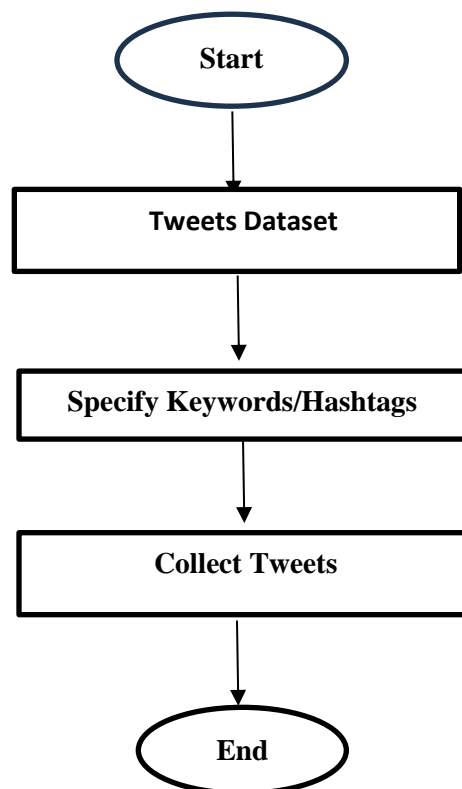 Start
Tweets Dataset
Specify Keywords/Hashtags
Collect Tweets
End